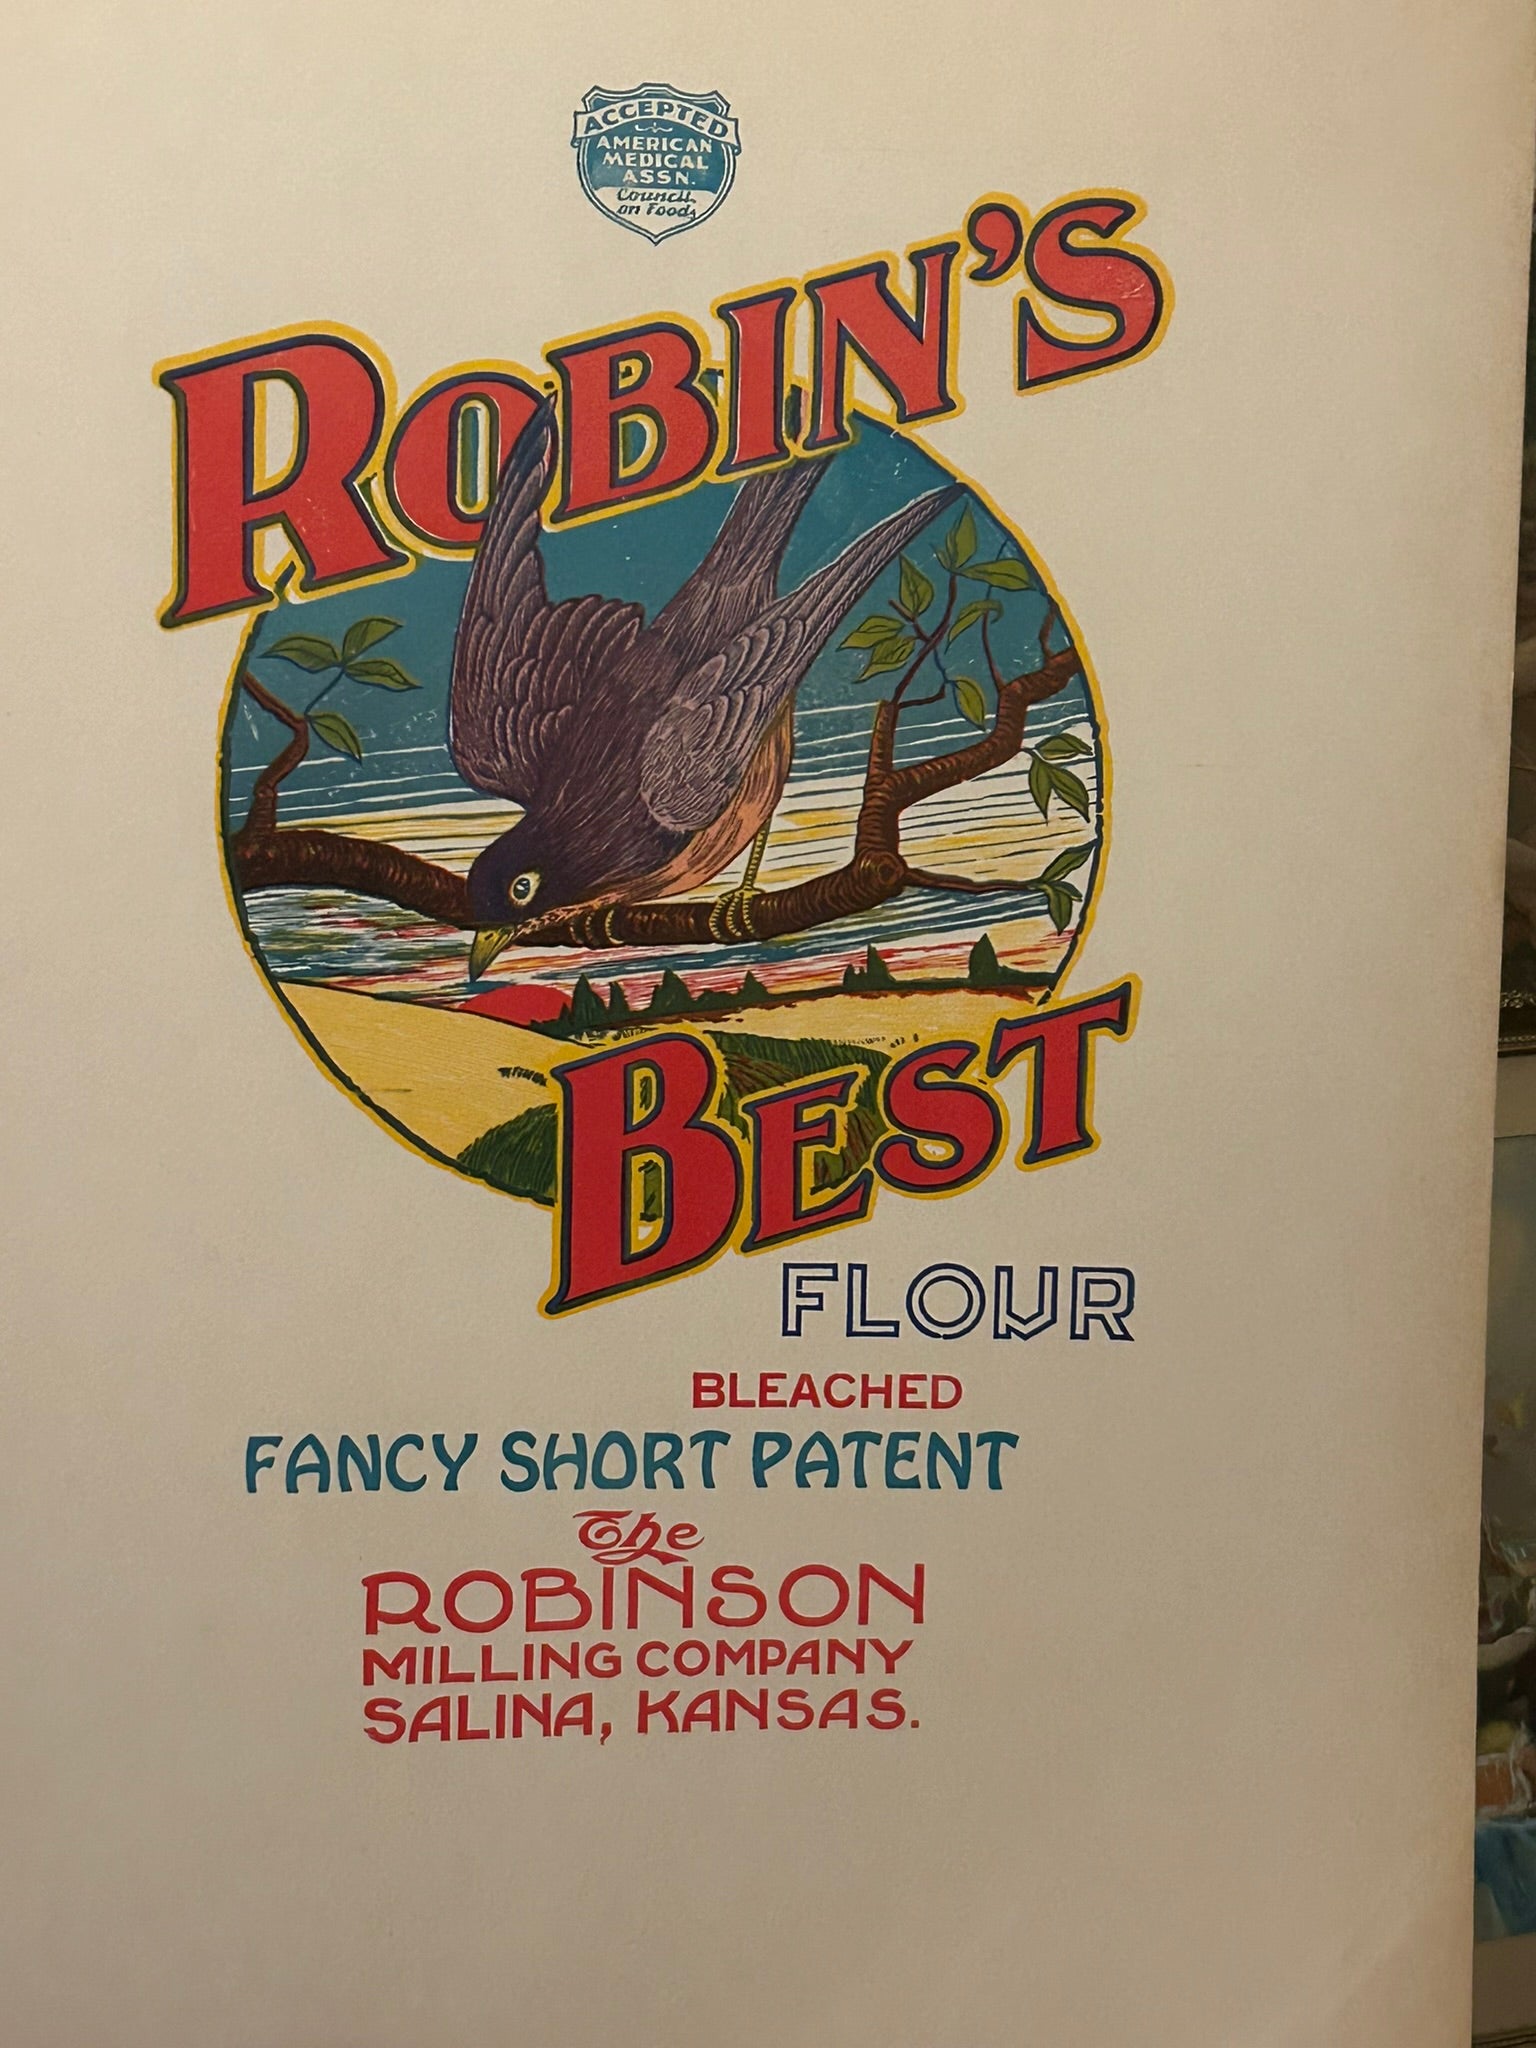 ACCEPTED
AMERICAN
MEDICAL
ASSN.
Council
on Foods
ROBIN'S
BEST
FLOUR
BLEACHED
FANCY SHORT PATENT
The
ROBINSON
MILLING COMPANY
SALINA, KANSAS.